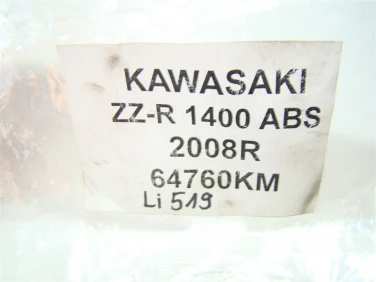 KAWASAKI
ZZ-R 1400 ABS
2008R
64760KM
Li 519